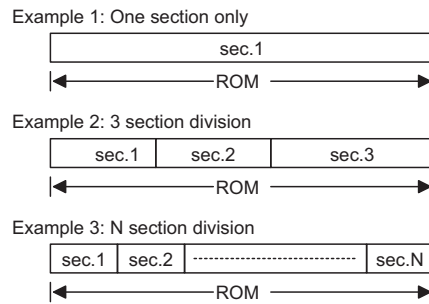 Example 1: One section only
sec.1
ROM
Example 2: 3 section division
sec.1 sec.2 sec.3
ROM
Example 3: N section division
sec.1 sec.2 sec.N
ROM